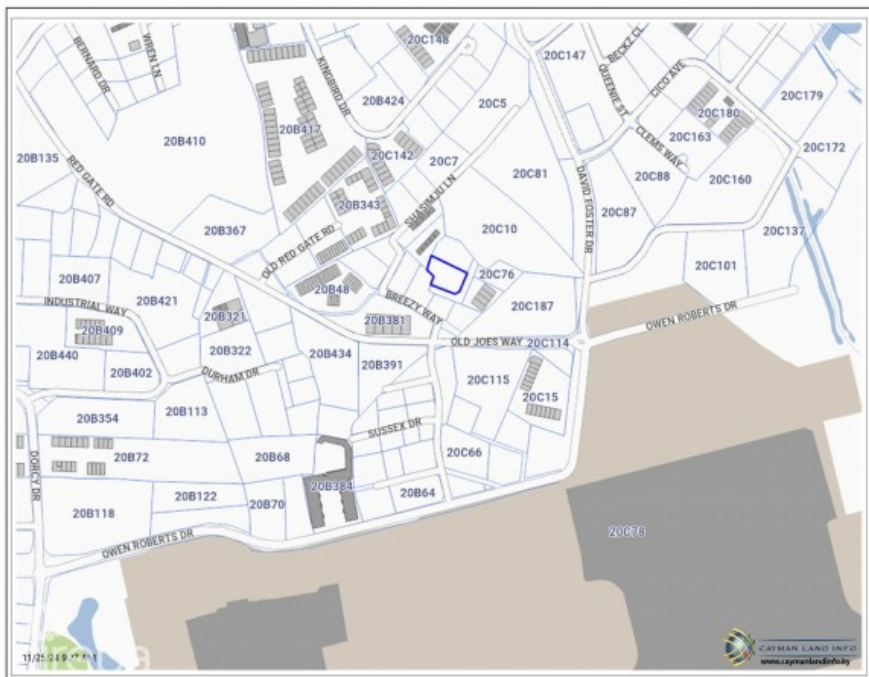 BERNARD DR
WREN LN
KINGBIRD DR
20C148
20C147
BECKZ CL
QUEENIE ST
CICO AVE
20B424
20C5
20C180
20C179
20B417
20C163
20B410
20C142
20C7
CLEMS WAY
20C172
20B135
RED GATE RD
20B343
SHASIMJU LN
20C81
DAVID FOSTER DR
20C88
20C160
20C87
20B367
OLD RED GATE RD
20C10
20C137
20B407
20B48
20C76
20C101
INDUSTRIAL WAY
20B421
BREEZY WAY
20C187
20B321
20B381
OWEN ROBERTS DR
20B409
20B440
20B322
20B434
OLD JOES WAY
20C114
20B402
DURHAM DR
20B391
20C115
20C15
20B354
20B113
SUSSEX DR
20B72
20B68
20C66
DORCY DR
20B384
20B122
20B70
20B64
20B118
20C78
OWEN ROBERTS DR
CAYMAN LAND INFO
www.caymanlandinfo.ky